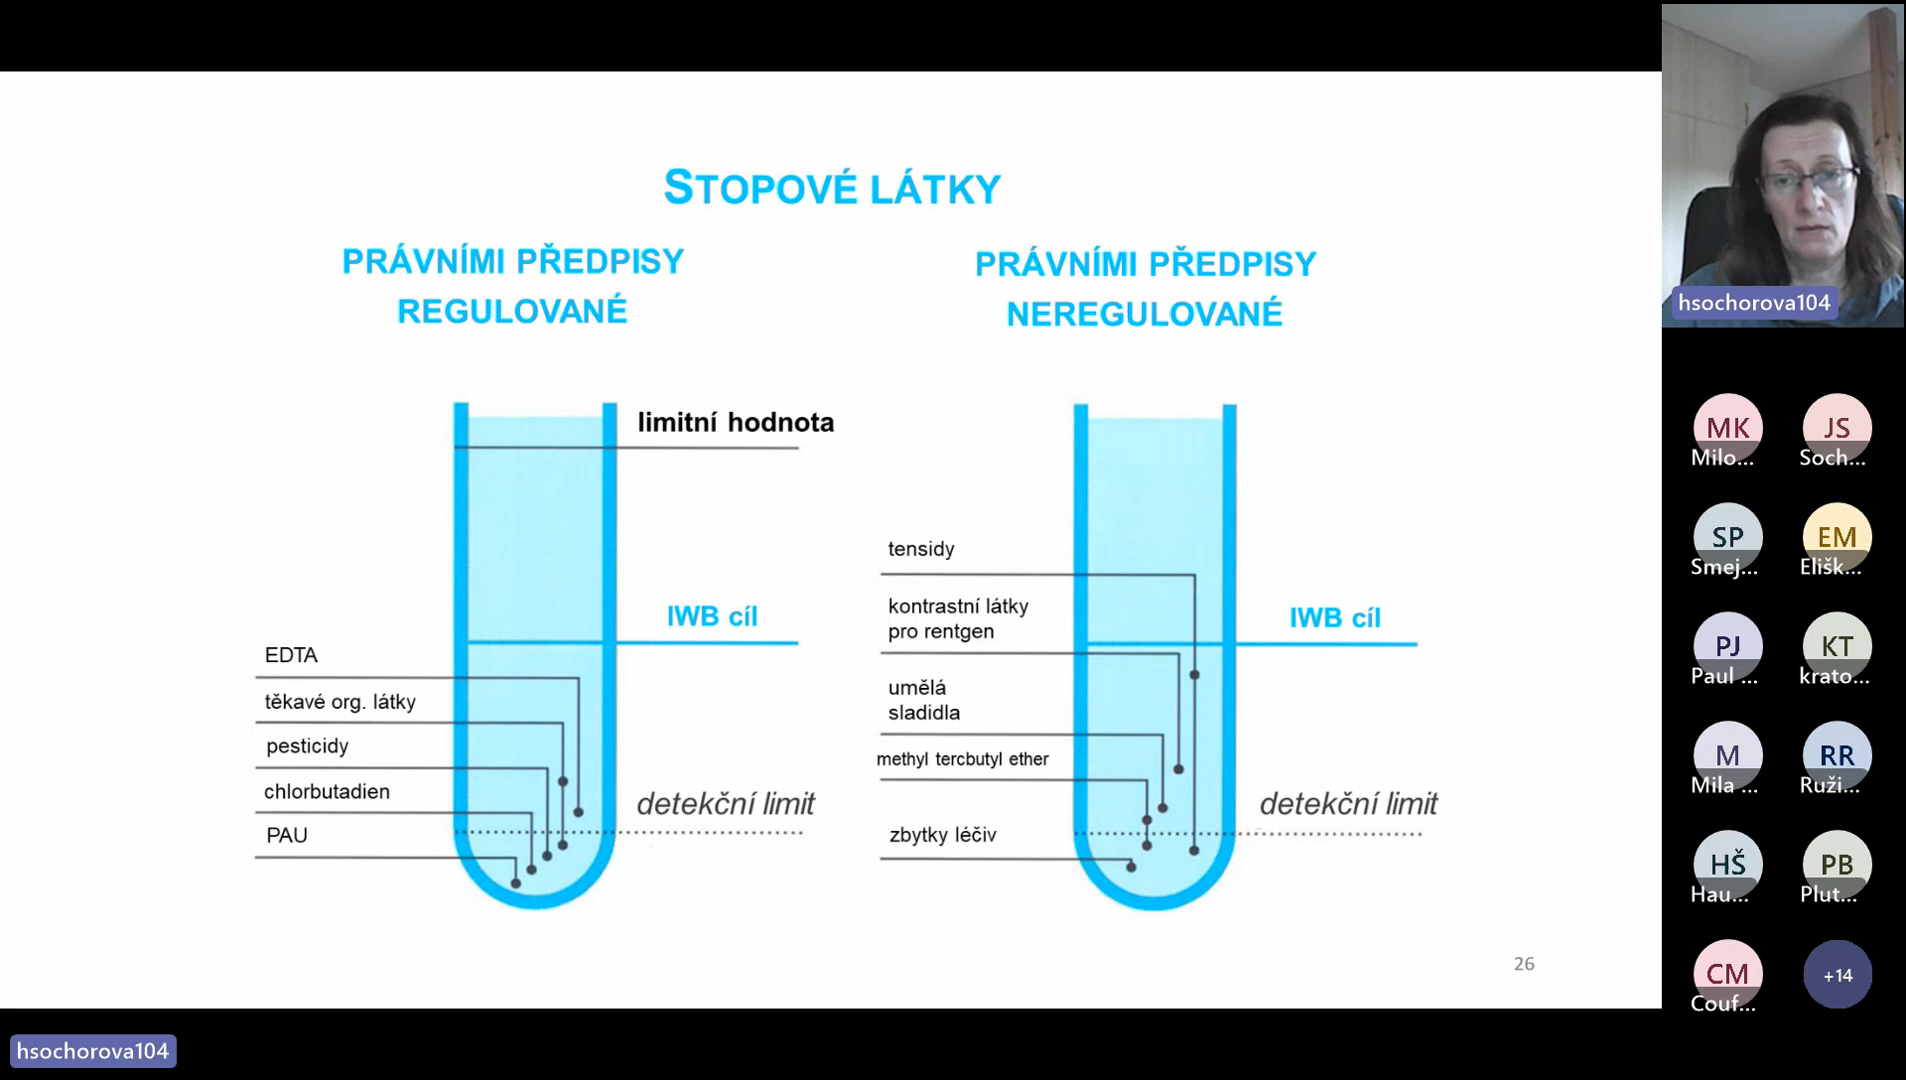 STOPOVÉ LÁTKY
PRÁVNÍMI PŘEDPISY
REGULOVANÉ
limitní hodnota
IWB cíl
EDTA
těkavé org. látky
pesticidy
chlorbutadien
PAU
detekční limit
PRÁVNÍMI PŘEDPISY
NEREGULOVANÉ
tensidy
kontrastní látky
pro rentgen
IWB cíl
umělá
sladidla
methyl tercbutyl ether
zbytky léčiv
detekční limit
26
hsochorova104
MK
Milo...
JS
Soch...
SP
Smej...
EM
Elišk...
PJ
Paul ...
KT
krato...
M
Mila ...
RR
Ruži...
HŠ
Hau...
PB
Plut...
CM
Couf...
+14
hsochorova104